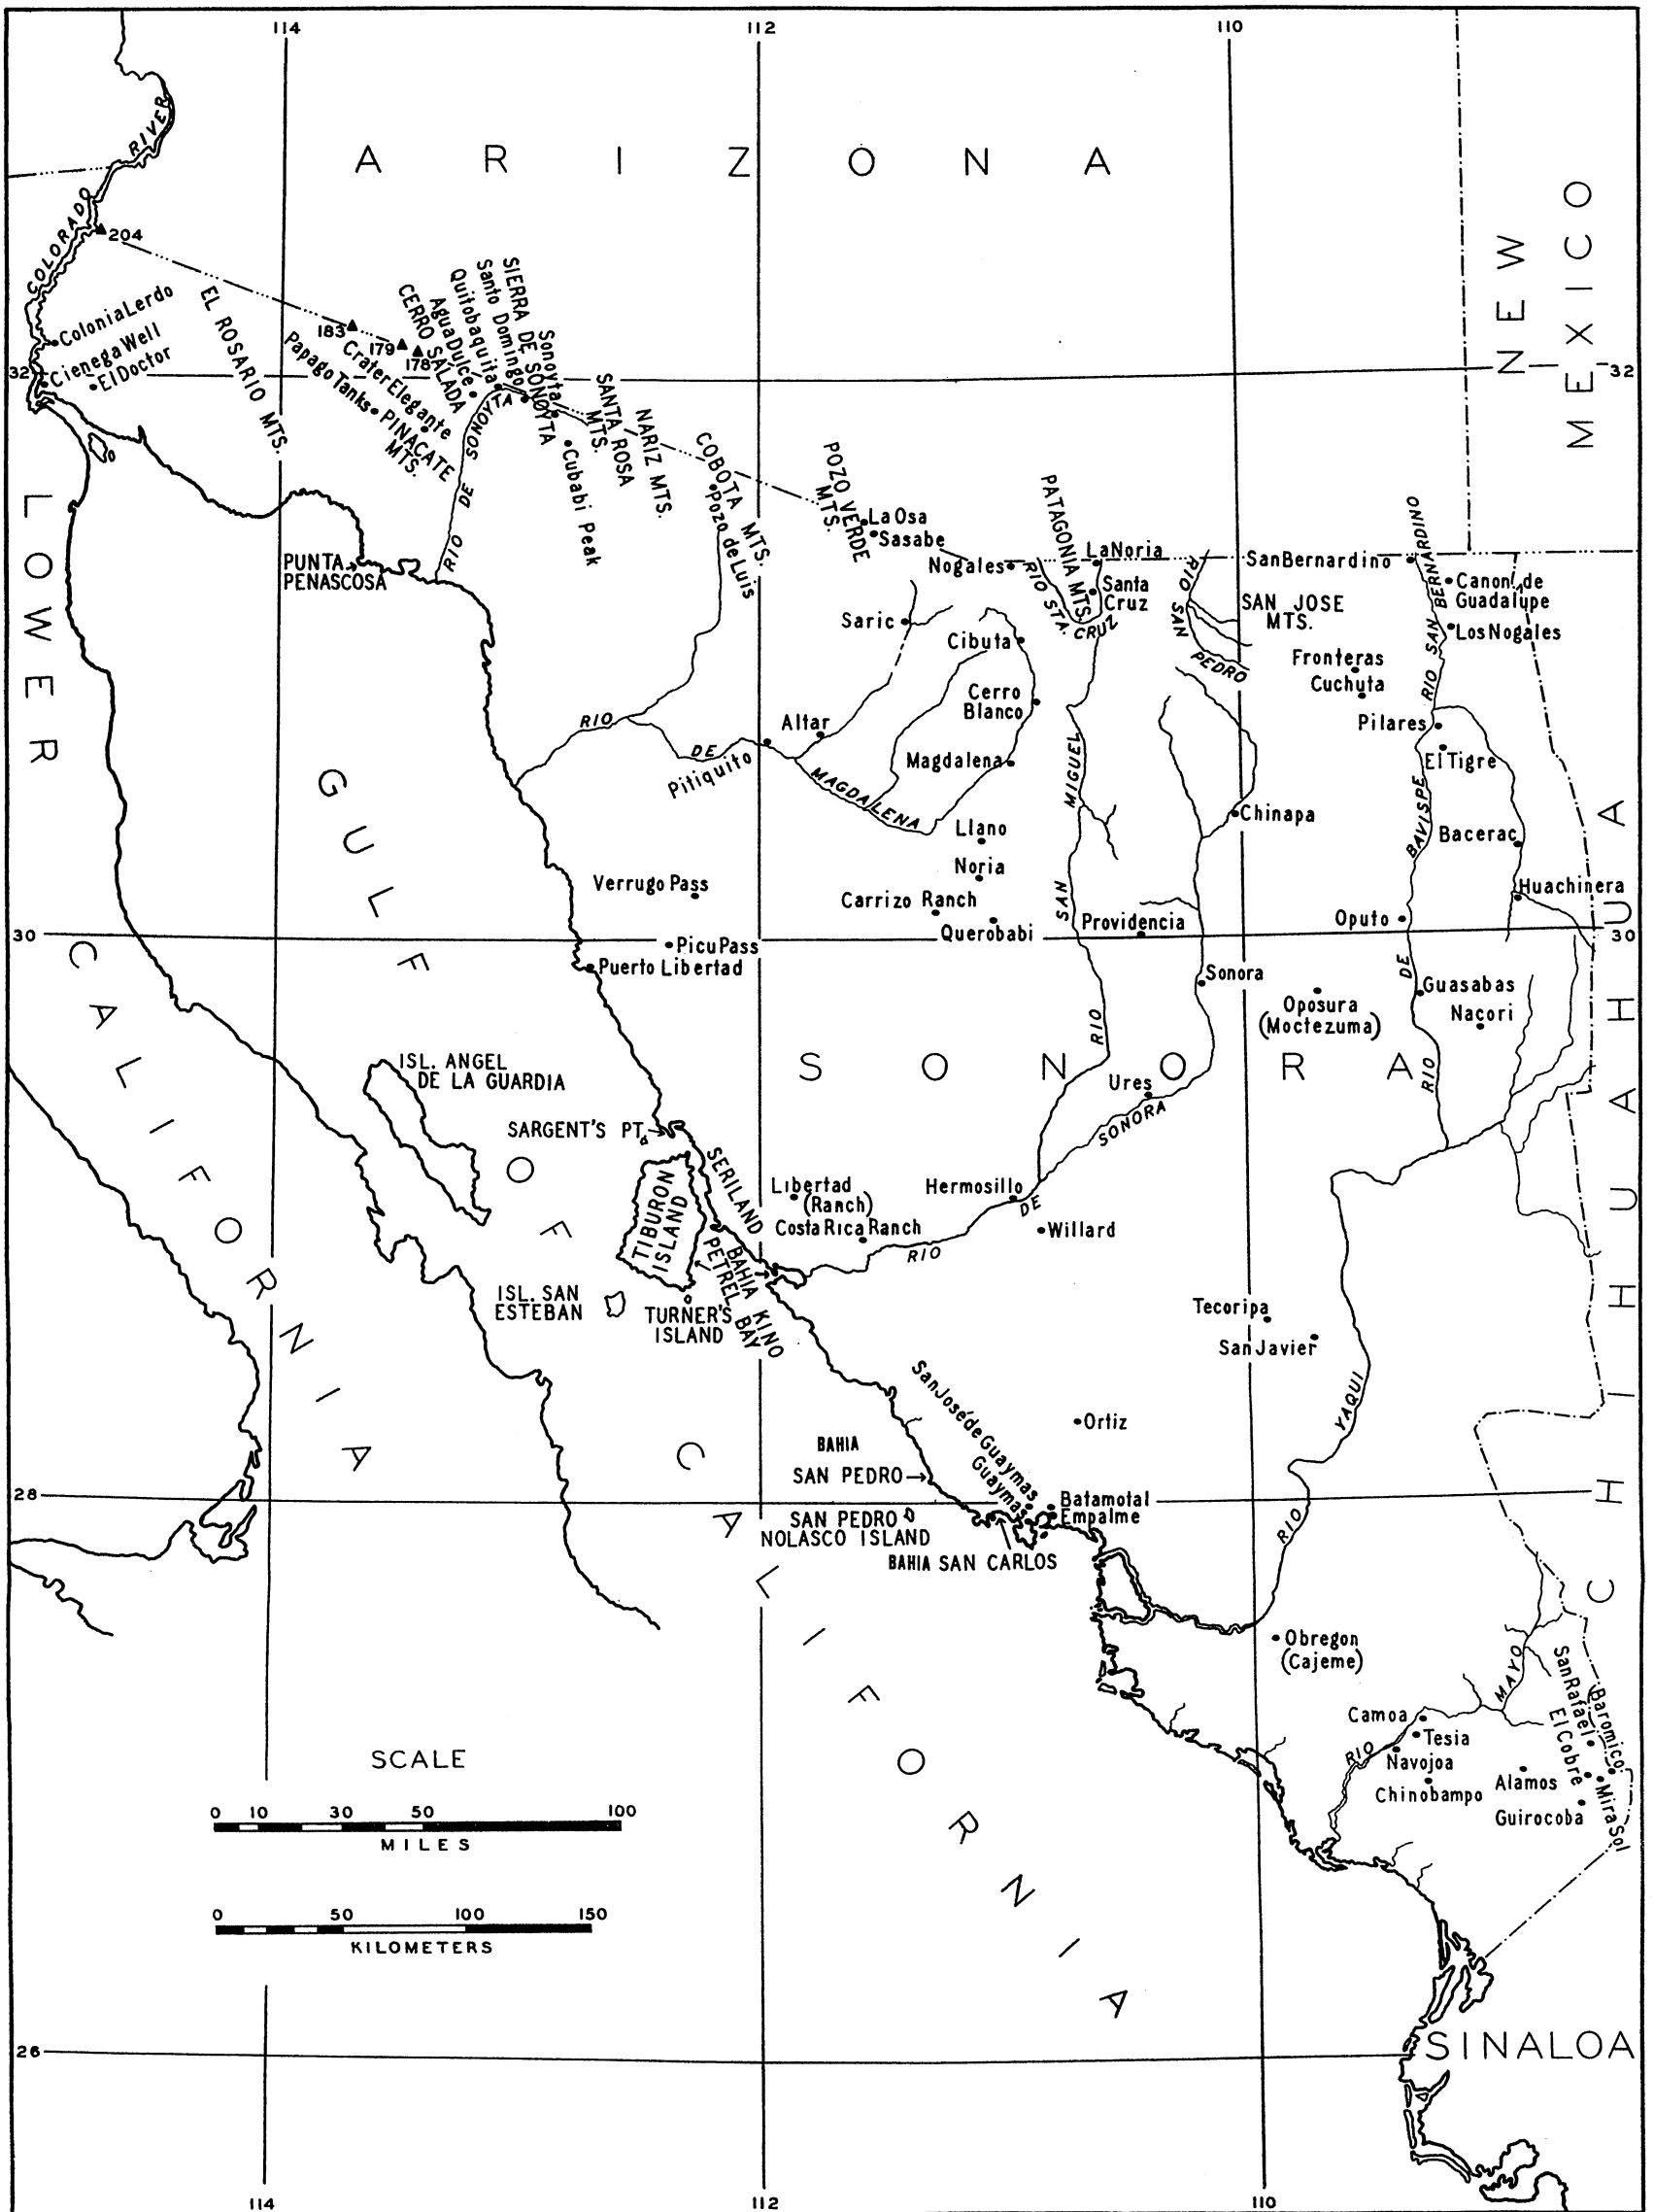 114
112
110
ARIZONA
NEW
MEXICO
COLORADO
RIVER
204
183
179
178
32
32
Colonia Lerdo
Cienega Well
El Doctor
EL ROSARIO MTS.
Papago Tanks
Crater Elegante
PINACATE
MTS.
CERRO SALADA
Agua Dulce
Quitobaquita
Santo Domingo
SIERRA DE SONOYTA
Sonoyta
RIO DE SONOYTA
SANTA ROSA
MTS.
NARIZ MTS.
Cubabi Peak
COBOTA MTS.
Pozo de Luis
POZO VERDE
MTS.
La Osa
Sasabe
Nogales
PATAGONIA MTS.
RIO STA. CRUZ
La Noria
Santa
Cruz
RIO SAN PEDRO
San Bernardino
SAN JOSE
MTS.
RIO SAN BERNARDINO
Canon de
Guadalupe
Los Nogales
Fronteras
Cuchuta
Pilares
El Tigre
PUNTA
PENASCOSA
Saric
Cibuta
Cerro
Blanco
Altar
Pitiquito
Magdalena
RIO DE MAGDALENA
Llano
Noria
Carrizo Ranch
Querobabi
RIO SAN MIGUEL
Chinapa
Providencia
Sonora
RIO DE BAVISPE
Bacerac
Huachinera
Oputo
Guasabas
Nacori
Oposura
(Moctezuma)
Verrugo Pass
Picu Pass
Puerto Libertad
30
30
LOWER
CALIFORNIA
GULF
OF
CALIFORNIA
SONORA
CHIHUAHUA
ISL. ANGEL
DE LA GUARDIA
SARGENT'S PT.
SERILAND
TIBURON
ISLAND
ISL. SAN
ESTEBAN
TURNER'S
ISLAND
PETREL BAY
BAHIA KINO
Libertad
(Ranch)
Costa Rica Ranch
Hermosillo
Willard
Ures
RIO DE SONORA
Tecoripa
San Javier
Ortiz
RIO YAQUI
San José de Guaymas
Guaymas
BAHIA
SAN PEDRO
SAN PEDRO
NOLASCO ISLAND
BAHIA SAN CARLOS
Batamotal
Empalme
28
Obregon
(Cajeme)
RIO MAYO
Camoa
Tesia
Navojoa
Chinobampo
Alamos
Guirocoba
San Rafael
El Cobre
Baromico
Mira Sol
SCALE
0 10 30 50 100
MILES
0 50 100 150
KILOMETERS
26
SINALOA
114
112
110